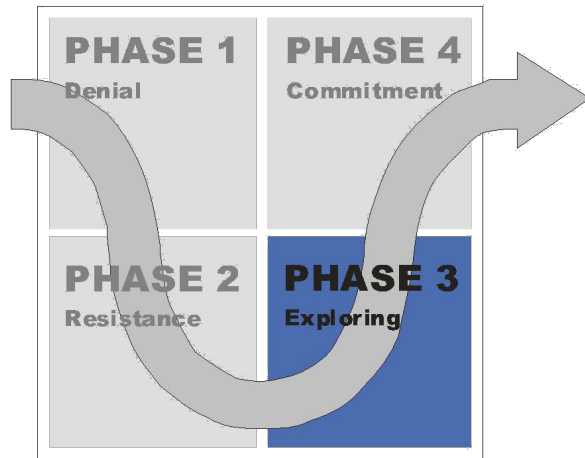 PHASE 1
Denial
PHASE 4
Commitment
PHASE 2
Resistance
PHASE 3
Exploring